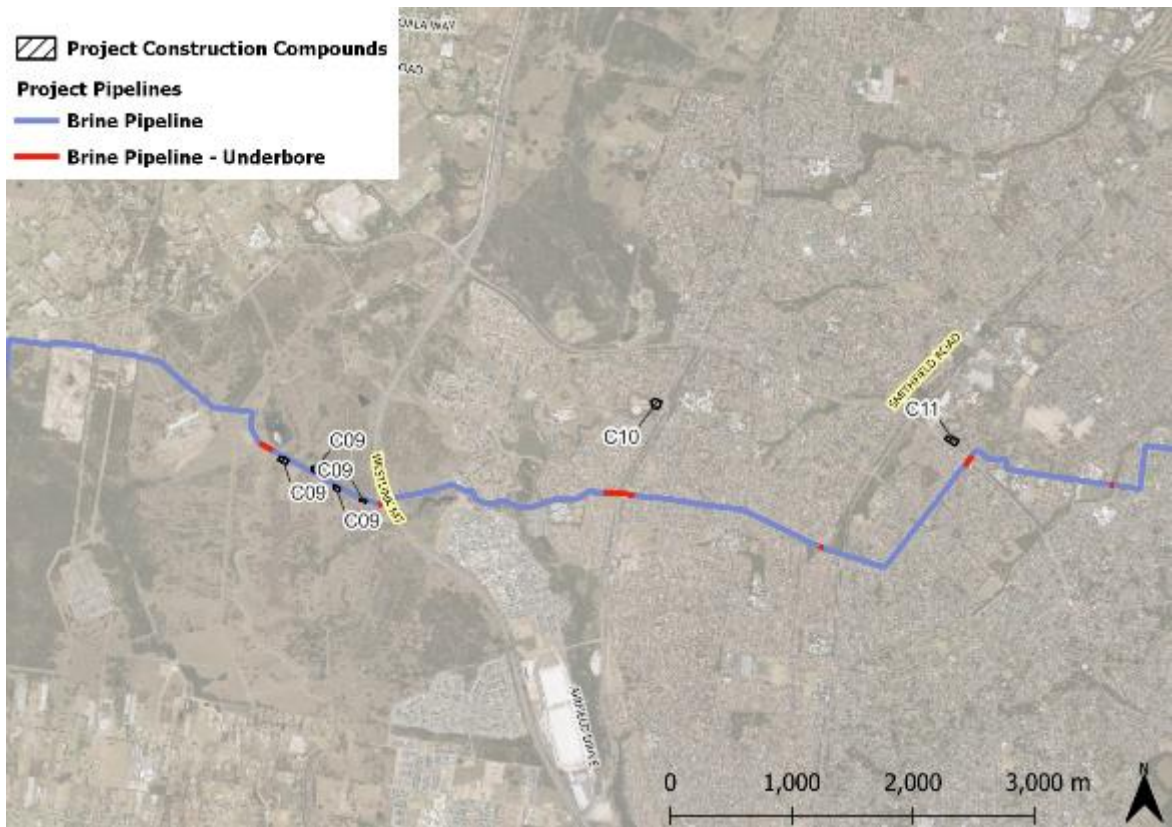 Project Construction Compounds
Project Pipelines
Brine Pipeline
Brine Pipeline - Underbore
SMITHFIELD ROAD
C11
C10
C09
C09
C09
C09
WESTLINK M7
0
1,000
2,000
3,000 m
N